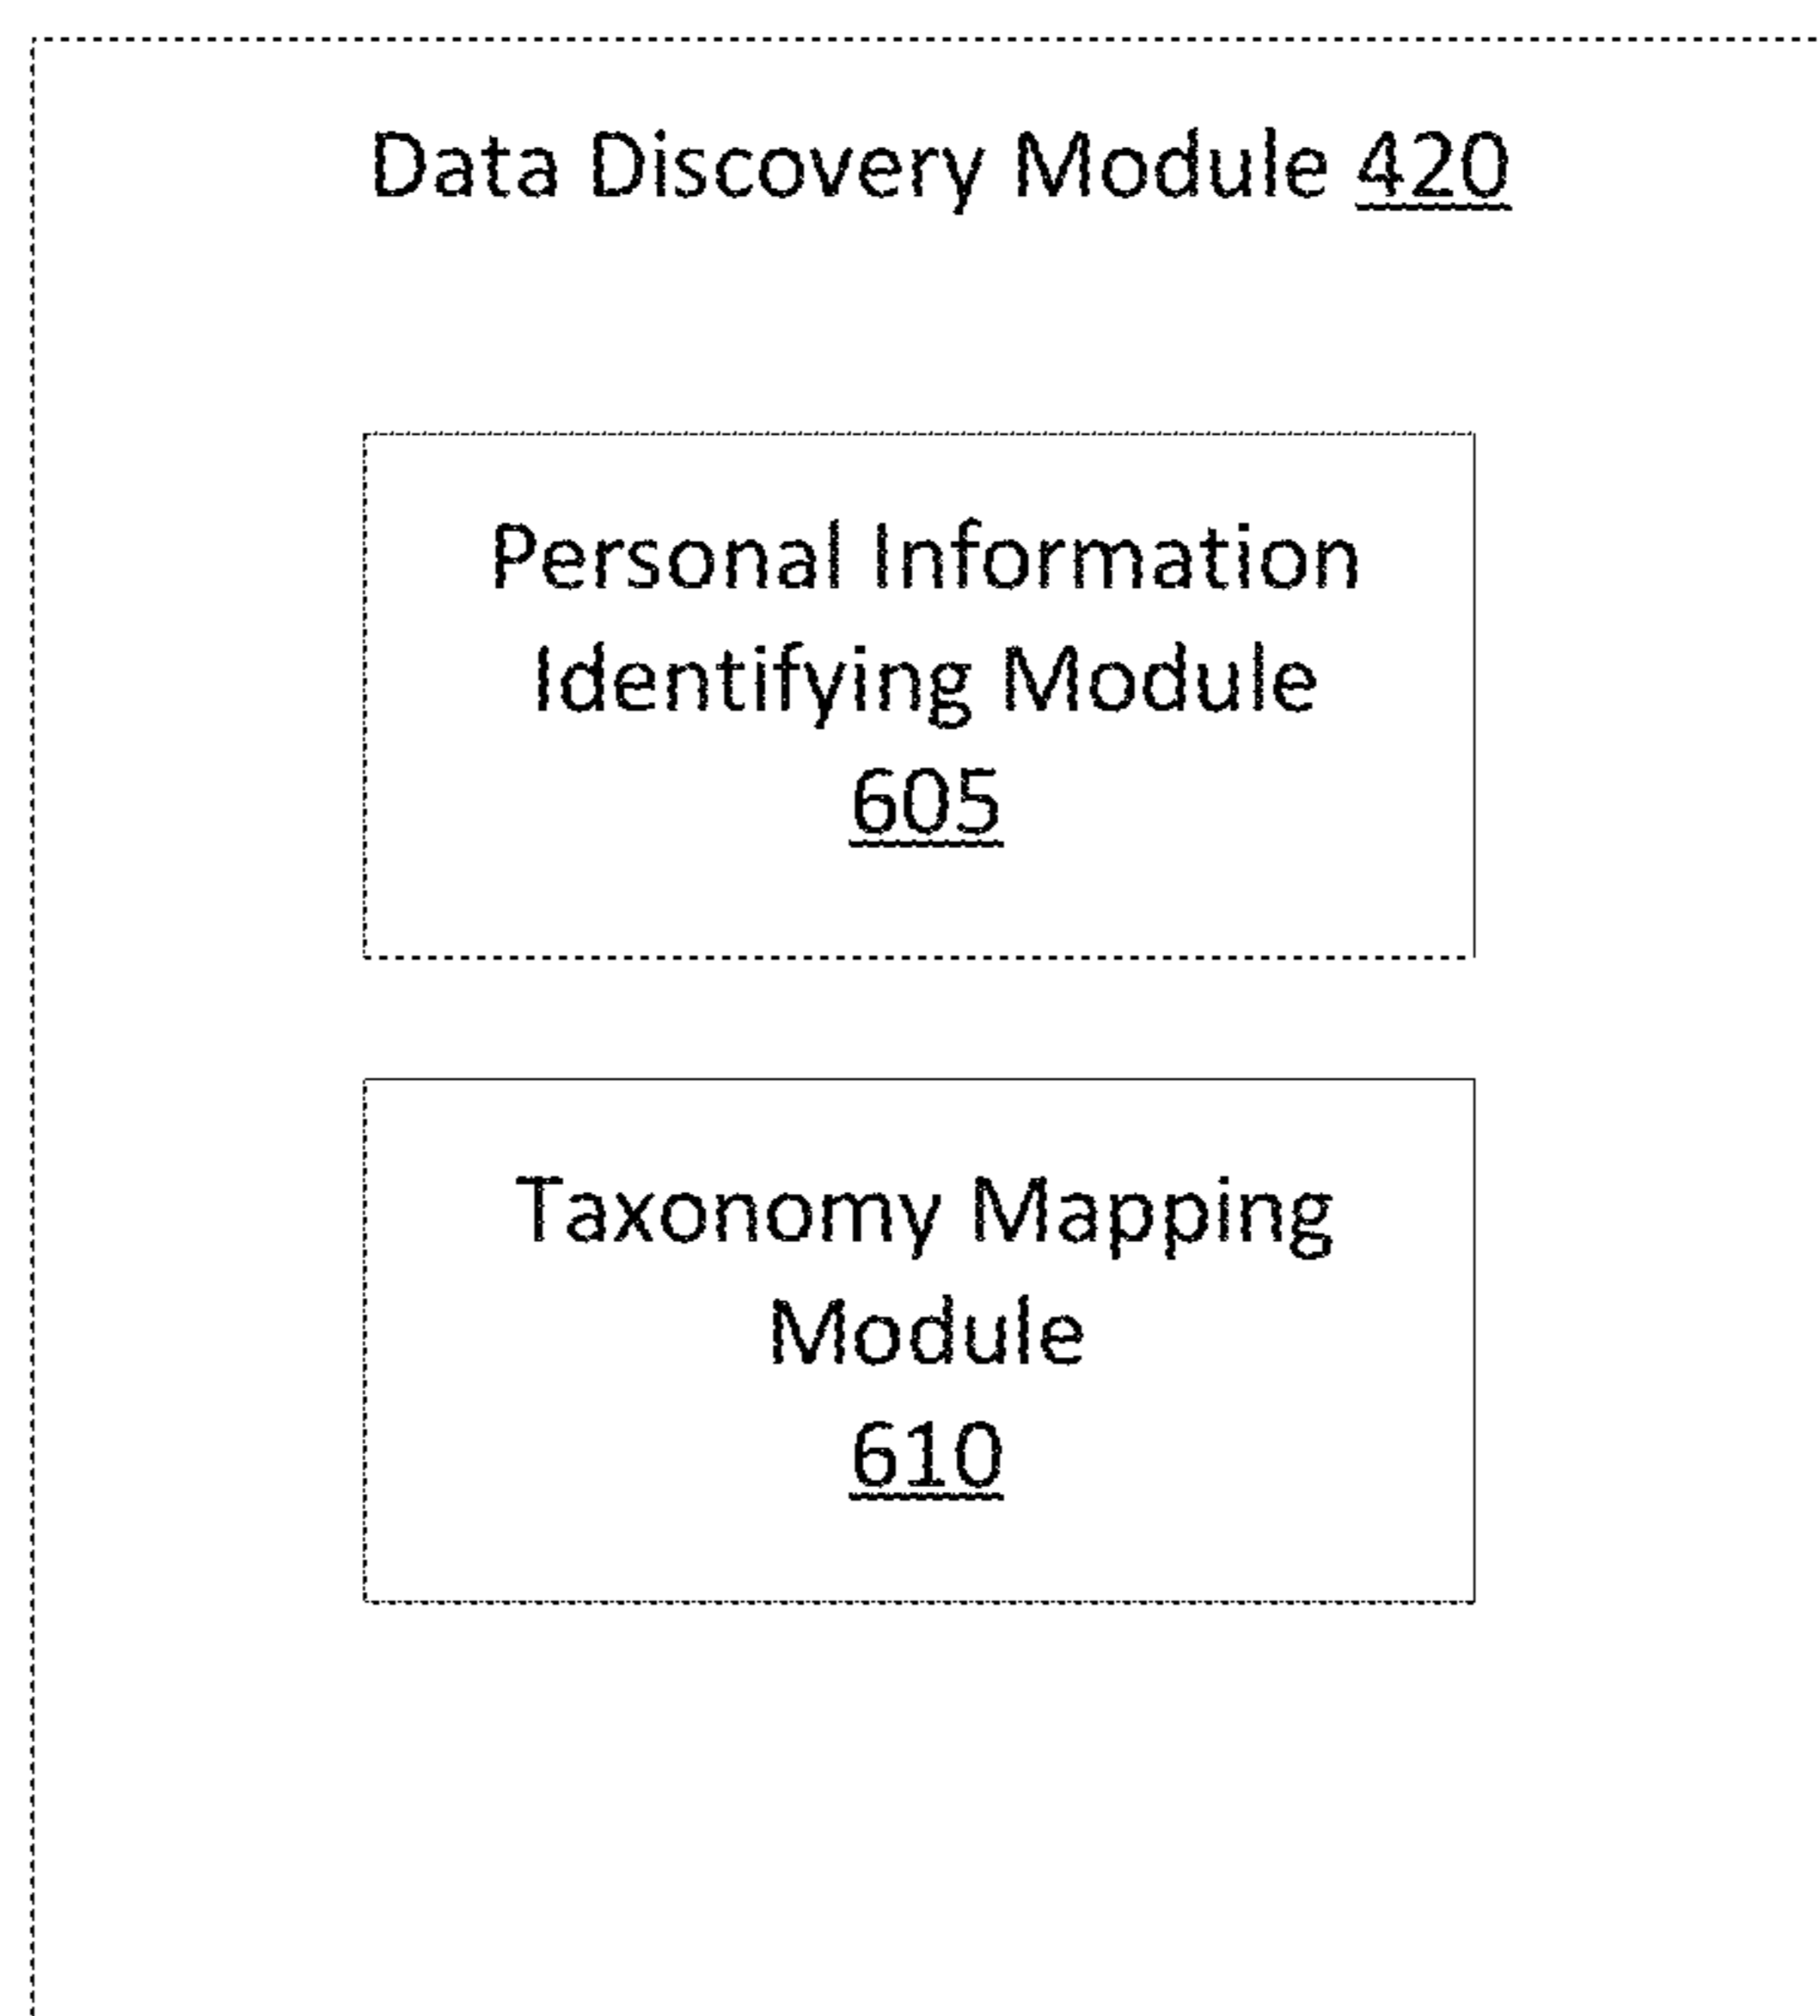 Data Discovery Module 420
Personal Information
Identifying Module
605
Taxonomy Mapping
Module
610